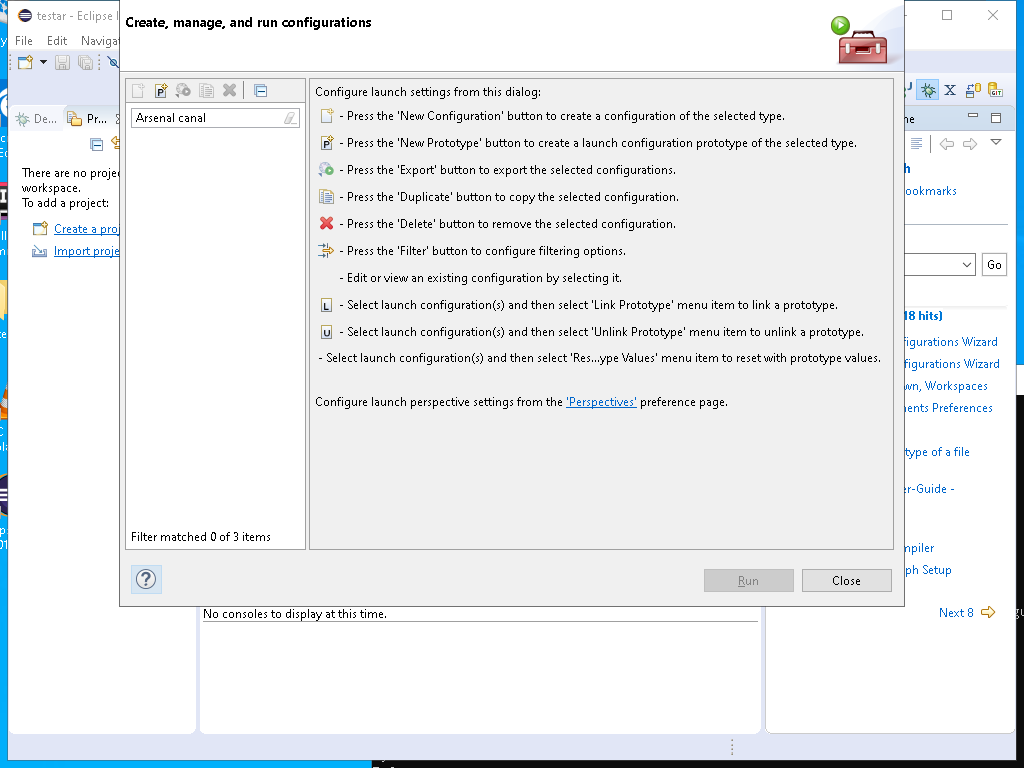 testar - Eclipse I
File Edit Navigat
De...
Pr...
There are no proje
workspace.
To add a project:
Create a proj
Import proje
Create, manage, and run configurations
Arsenal canal
Filter matched 0 of 3 items
Configure launch settings from this dialog:
- Press the 'New Configuration' button to create a configuration of the selected type.
- Press the 'New Prototype' button to create a launch configuration prototype of the selected type.
- Press the 'Export' button to export the selected configurations.
- Press the 'Duplicate' button to copy the selected configuration.
- Press the 'Delete' button to remove the selected configuration.
- Press the 'Filter' button to configure filtering options.
- Edit or view an existing configuration by selecting it.
L - Select launch configuration(s) and then select 'Link Prototype' menu item to link a prototype.
U - Select launch configuration(s) and then select 'Unlink Prototype' menu item to unlink a prototype.
- Select launch configuration(s) and then select 'Res...ype Values' menu item to reset with prototype values.
Configure launch perspective settings from the 'Perspectives' preference page.
Run
Close
No consoles to display at this time.
ne
h
ookmarks
Go
18 hits)
figurations Wizard
figurations Wizard
wn, Workspaces
nents Preferences
type of a file
er-Guide -
mpiler
ph Setup
Next 8